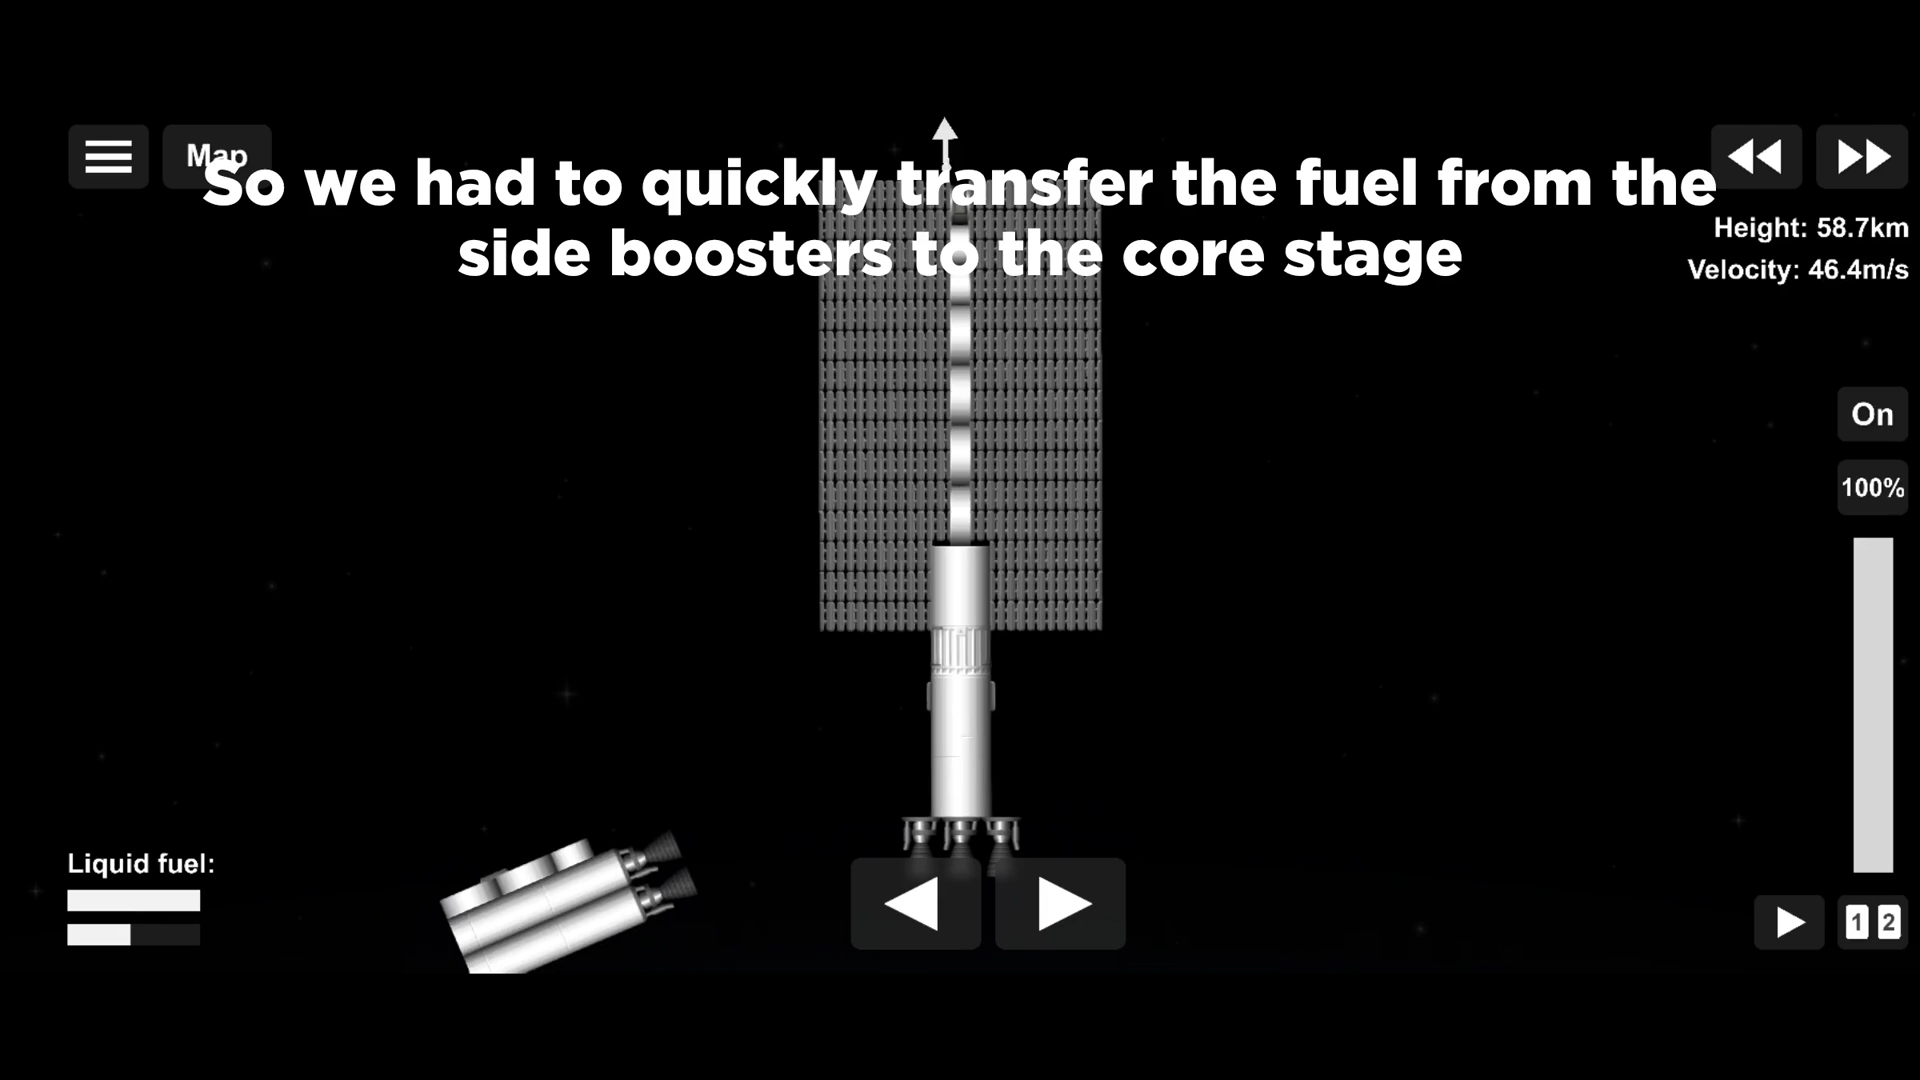 Map
So we had to quickly transfer the fuel from the
side boosters to the core stage
Height: 58.7km
Velocity: 46.4m/s
On
100%
Liquid fuel:
1 2